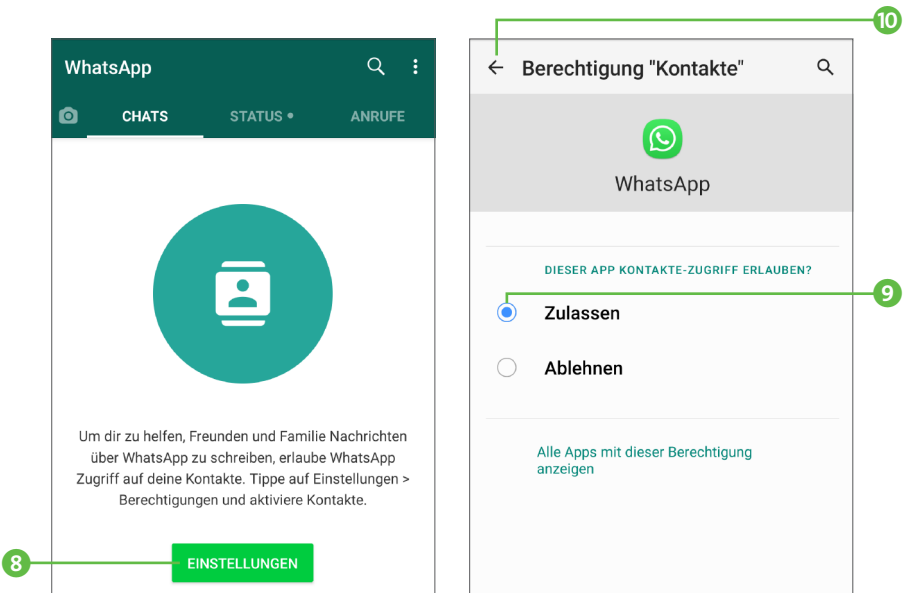 10
WhatsApp
CHATS
STATUS •
ANRUFE
Um dir zu helfen, Freunden und Familie Nachrichten
über WhatsApp zu schreiben, erlaube WhatsApp
Zugriff auf deine Kontakte. Tippe auf Einstellungen >
Berechtigungen und aktiviere Kontakte.
8
EINSTELLUNGEN
← Berechtigung "Kontakte"
WhatsApp
DIESER APP KONTAKTE-ZUGRIFF ERLAUBEN?
9
Zulassen
Ablehnen
Alle Apps mit dieser Berechtigung
anzeigen